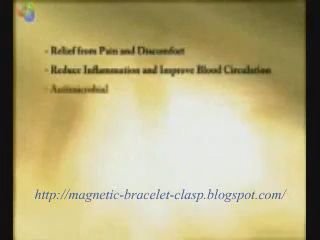 - Relief from Pain and Discomfort
- Reduce Inflammation and Improve Blood Circulation
- Antimicrobial
http://magnetic-bracelet-clasp.blogspot.com/